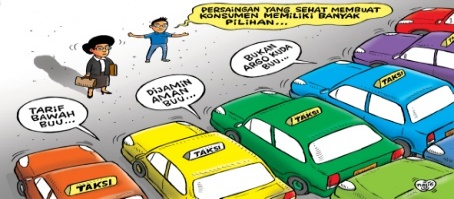 PERSAINGAN YANG SEHAT MEMBUAT
KONSUMEN MEMILIKI BANYAK
PILIHAN...
BUKAN
ARGO KUDA
BUU...
DIJAMIN
AMAN
BUU...
TARIF
BAWAH
BUU...
TAKSI
TAKSI
TAKSI
TAKSI